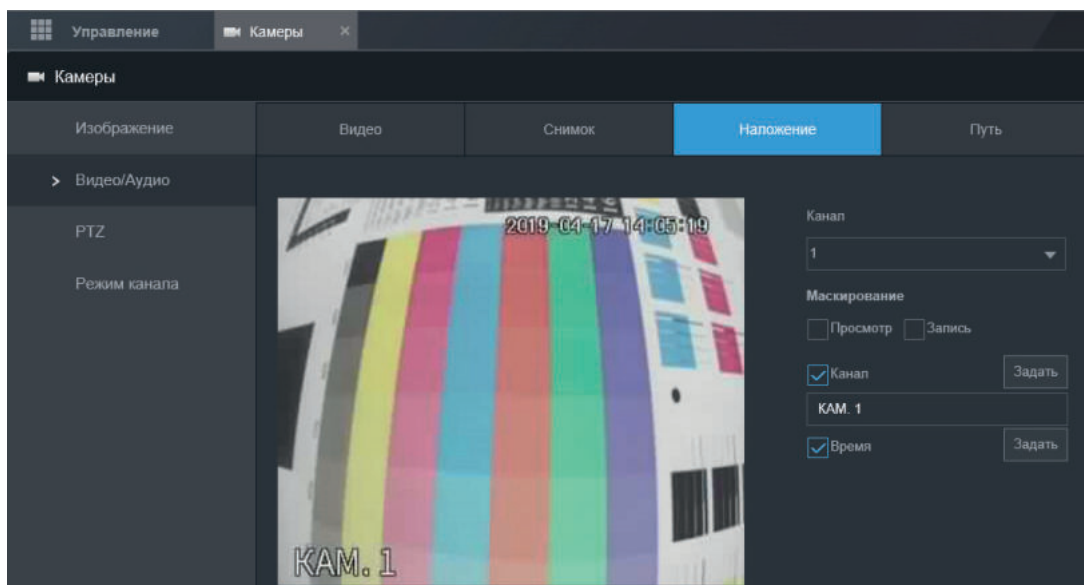 Управление
Камеры ×
Камеры
Изображение
Видео
Снимок
Наложение
Путь
Видео/Аудио
PTZ
Режим канала
2019-04-17 14:05:19
КАМ. 1
Канал
1
Маскирование
Просмотр Запись
Канал Задать
КАМ. 1
Время Задать